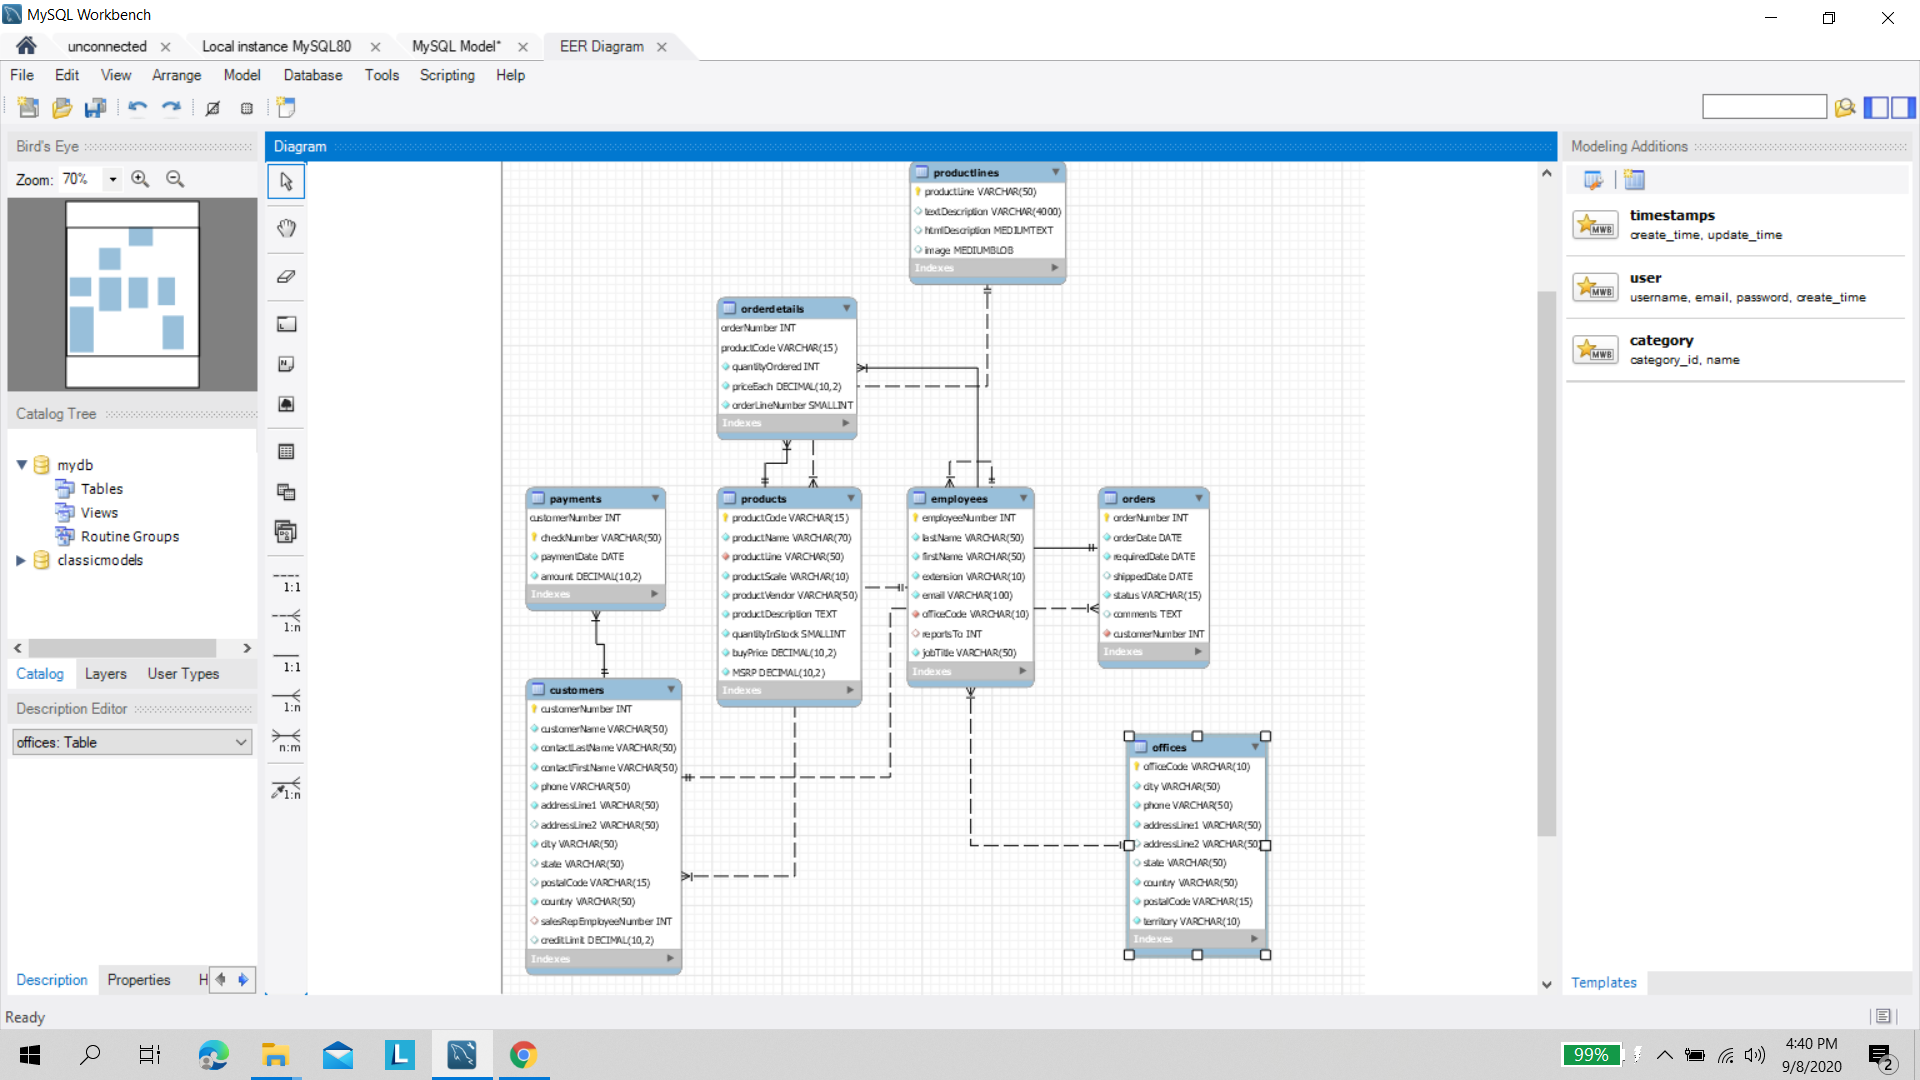 MySQL Workbench
unconnected
Local instance MySQL80
MySQL Model*
EER Diagram
File Edit View Arrange Model Database Tools Scripting Help
Bird's Eye
Zoom: 70%
Catalog Tree
mydb
Tables
Views
Routine Groups
classicmodels
Catalog Layers User Types
Description Editor
offices: Table
Description Properties H
Ready
1:1
1:n
1:1
1:n
n:m
1:n
Diagram
productlines
productLine VARCHAR(50)
textDescription VARCHAR(4000)
htmlDescription MEDIUMTEXT
image MEDIUMBLOB
Indexes
orderdetails
orderNumber INT
productCode VARCHAR(15)
quantityOrdered INT
priceEach DECIMAL(10,2)
orderLineNumber SMALLINT
Indexes
payments
customerNumber INT
checkNumber VARCHAR(50)
paymentDate DATE
amount DECIMAL(10,2)
Indexes
products
productCode VARCHAR(15)
productName VARCHAR(70)
productLine VARCHAR(50)
productScale VARCHAR(10)
productVendor VARCHAR(50)
productDescription TEXT
quantityInStock SMALLINT
buyPrice DECIMAL(10,2)
MSRP DECIMAL(10,2)
Indexes
employees
employeeNumber INT
lastName VARCHAR(50)
firstName VARCHAR(50)
extension VARCHAR(10)
email VARCHAR(100)
officeCode VARCHAR(10)
reportsTo INT
jobTitle VARCHAR(50)
Indexes
orders
orderNumber INT
orderDate DATE
requiredDate DATE
shippedDate DATE
status VARCHAR(15)
comments TEXT
customerNumber INT
Indexes
customers
customerNumber INT
customerName VARCHAR(50)
contactLastName VARCHAR(50)
contactFirstName VARCHAR(50)
phone VARCHAR(50)
addressLine1 VARCHAR(50)
addressLine2 VARCHAR(50)
city VARCHAR(50)
state VARCHAR(50)
postalCode VARCHAR(15)
country VARCHAR(50)
salesRepEmployeeNumber INT
creditLimit DECIMAL(10,2)
Indexes
offices
officeCode VARCHAR(10)
city VARCHAR(50)
phone VARCHAR(50)
addressLine1 VARCHAR(50)
addressLine2 VARCHAR(50)
state VARCHAR(50)
country VARCHAR(50)
postalCode VARCHAR(15)
territory VARCHAR(10)
Indexes
Modeling Additions
MWB
timestamps
create_time, update_time
MWB
user
username, email, password, create_time
MWB
category
category_id, name
Templates
L
99%
4:40 PM
9/8/2020
2